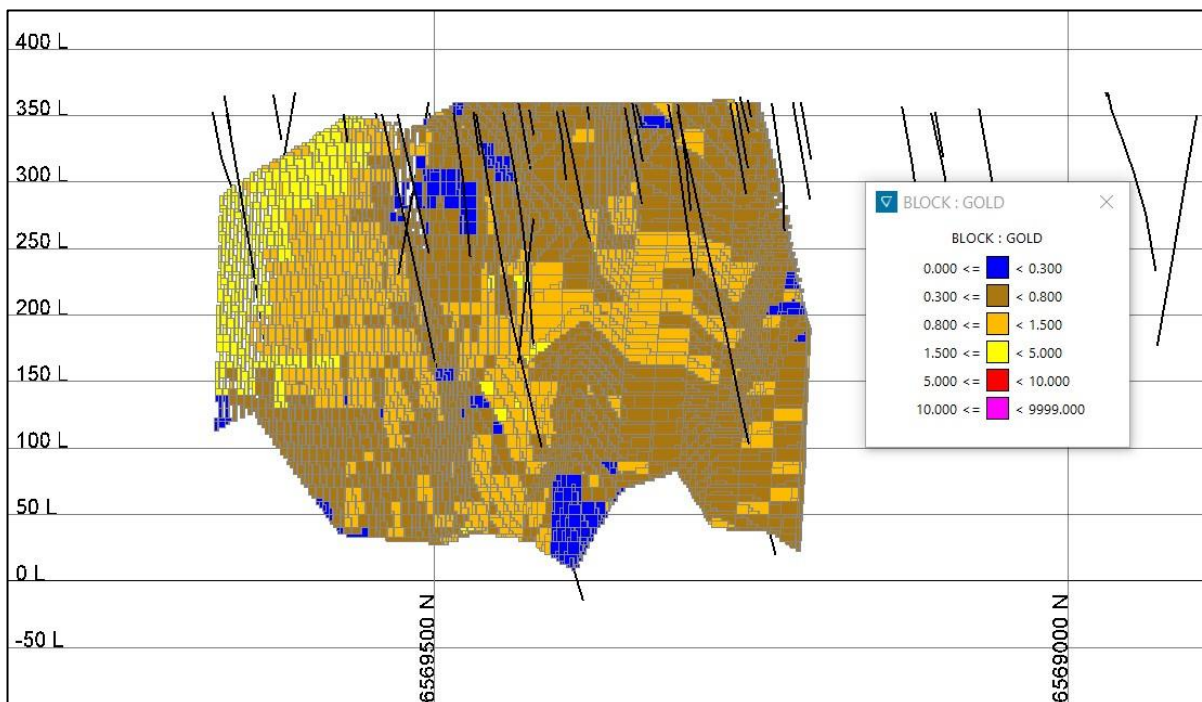 400 L
350 L
300 L
250 L
200 L
150 L
100 L
50 L
0 L
-50 L
6569500 N
6569000 N
BLOCK : GOLD
BLOCK : GOLD
0.000 <= < 0.300
0.300 <= < 0.800
0.800 <= < 1.500
1.500 <= < 5.000
5.000 <= < 10.000
10.000 <= < 9999.000